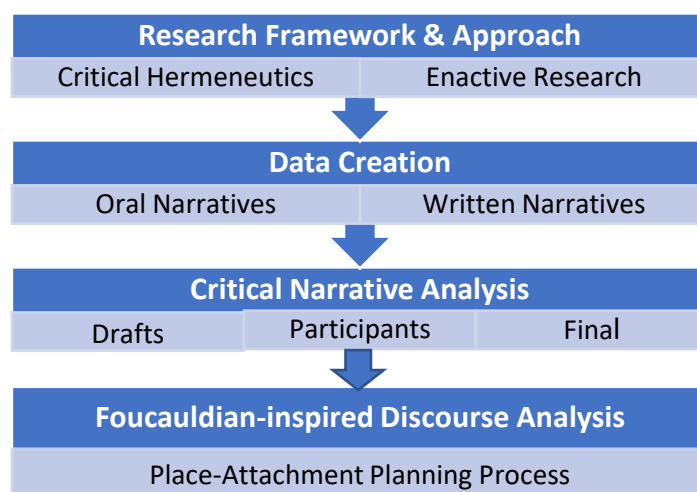 Research Framework & Approach
Critical Hermeneutics Enactive Research
Data Creation
Oral Narratives Written Narratives
Critical Narrative Analysis
Drafts Participants Final
Foucauldian-inspired Discourse Analysis
Place-Attachment Planning Process